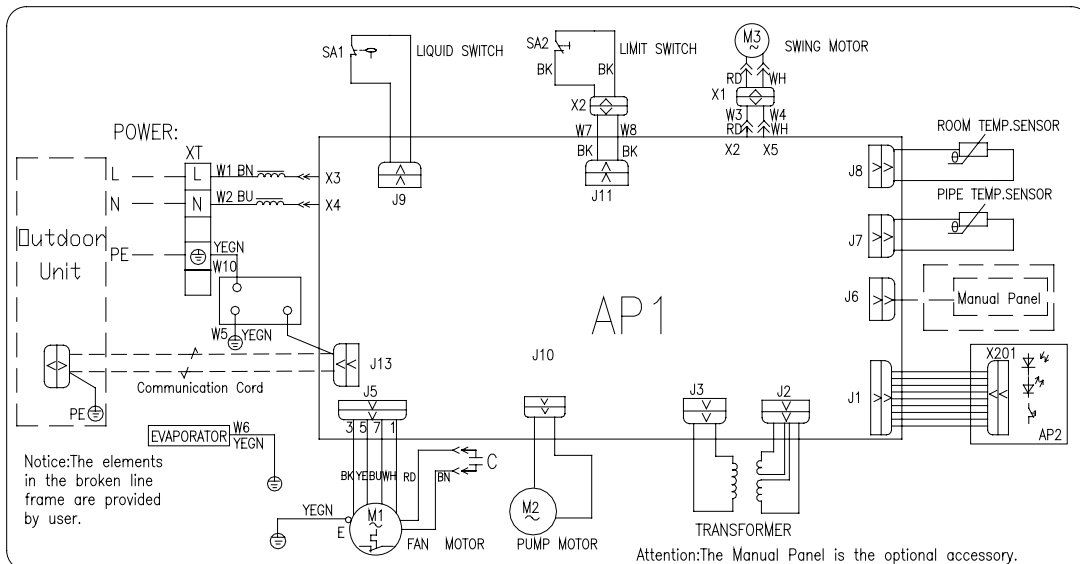 SA1
LIQUID SWITCH
SA2
LIMIT SWITCH
BK
BK
M3
~
SWING MOTOR
RD
WH
X1
W3
W4
RD
WH
X2
X5
X2
W7
W8
BK
BK
J9
J11
POWER:
XT
L
L
W1 BN
X3
N
N
W2 BU
X4
PE
YEGN
W10
W5
YEGN
Outdoor
Unit
PE
Communication Cord
J13
AP1
ROOM TEMP.SENSOR
J8
θ
PIPE TEMP.SENSOR
J7
θ
J6
Manual Panel
J1
X201
AP2
J5
3 5 7 1
BK
YE
BU
WH
RD
BN
C
J10
J3
J2
EVAPORATOR
W6
YEGN
YEGN
E
M1
~
FAN MOTOR
M2
~
PUMP MOTOR
TRANSFORMER
Notice:The elements
in the broken line
frame are provided
by user.
Attention:The Manual Panel is the optional accessory.